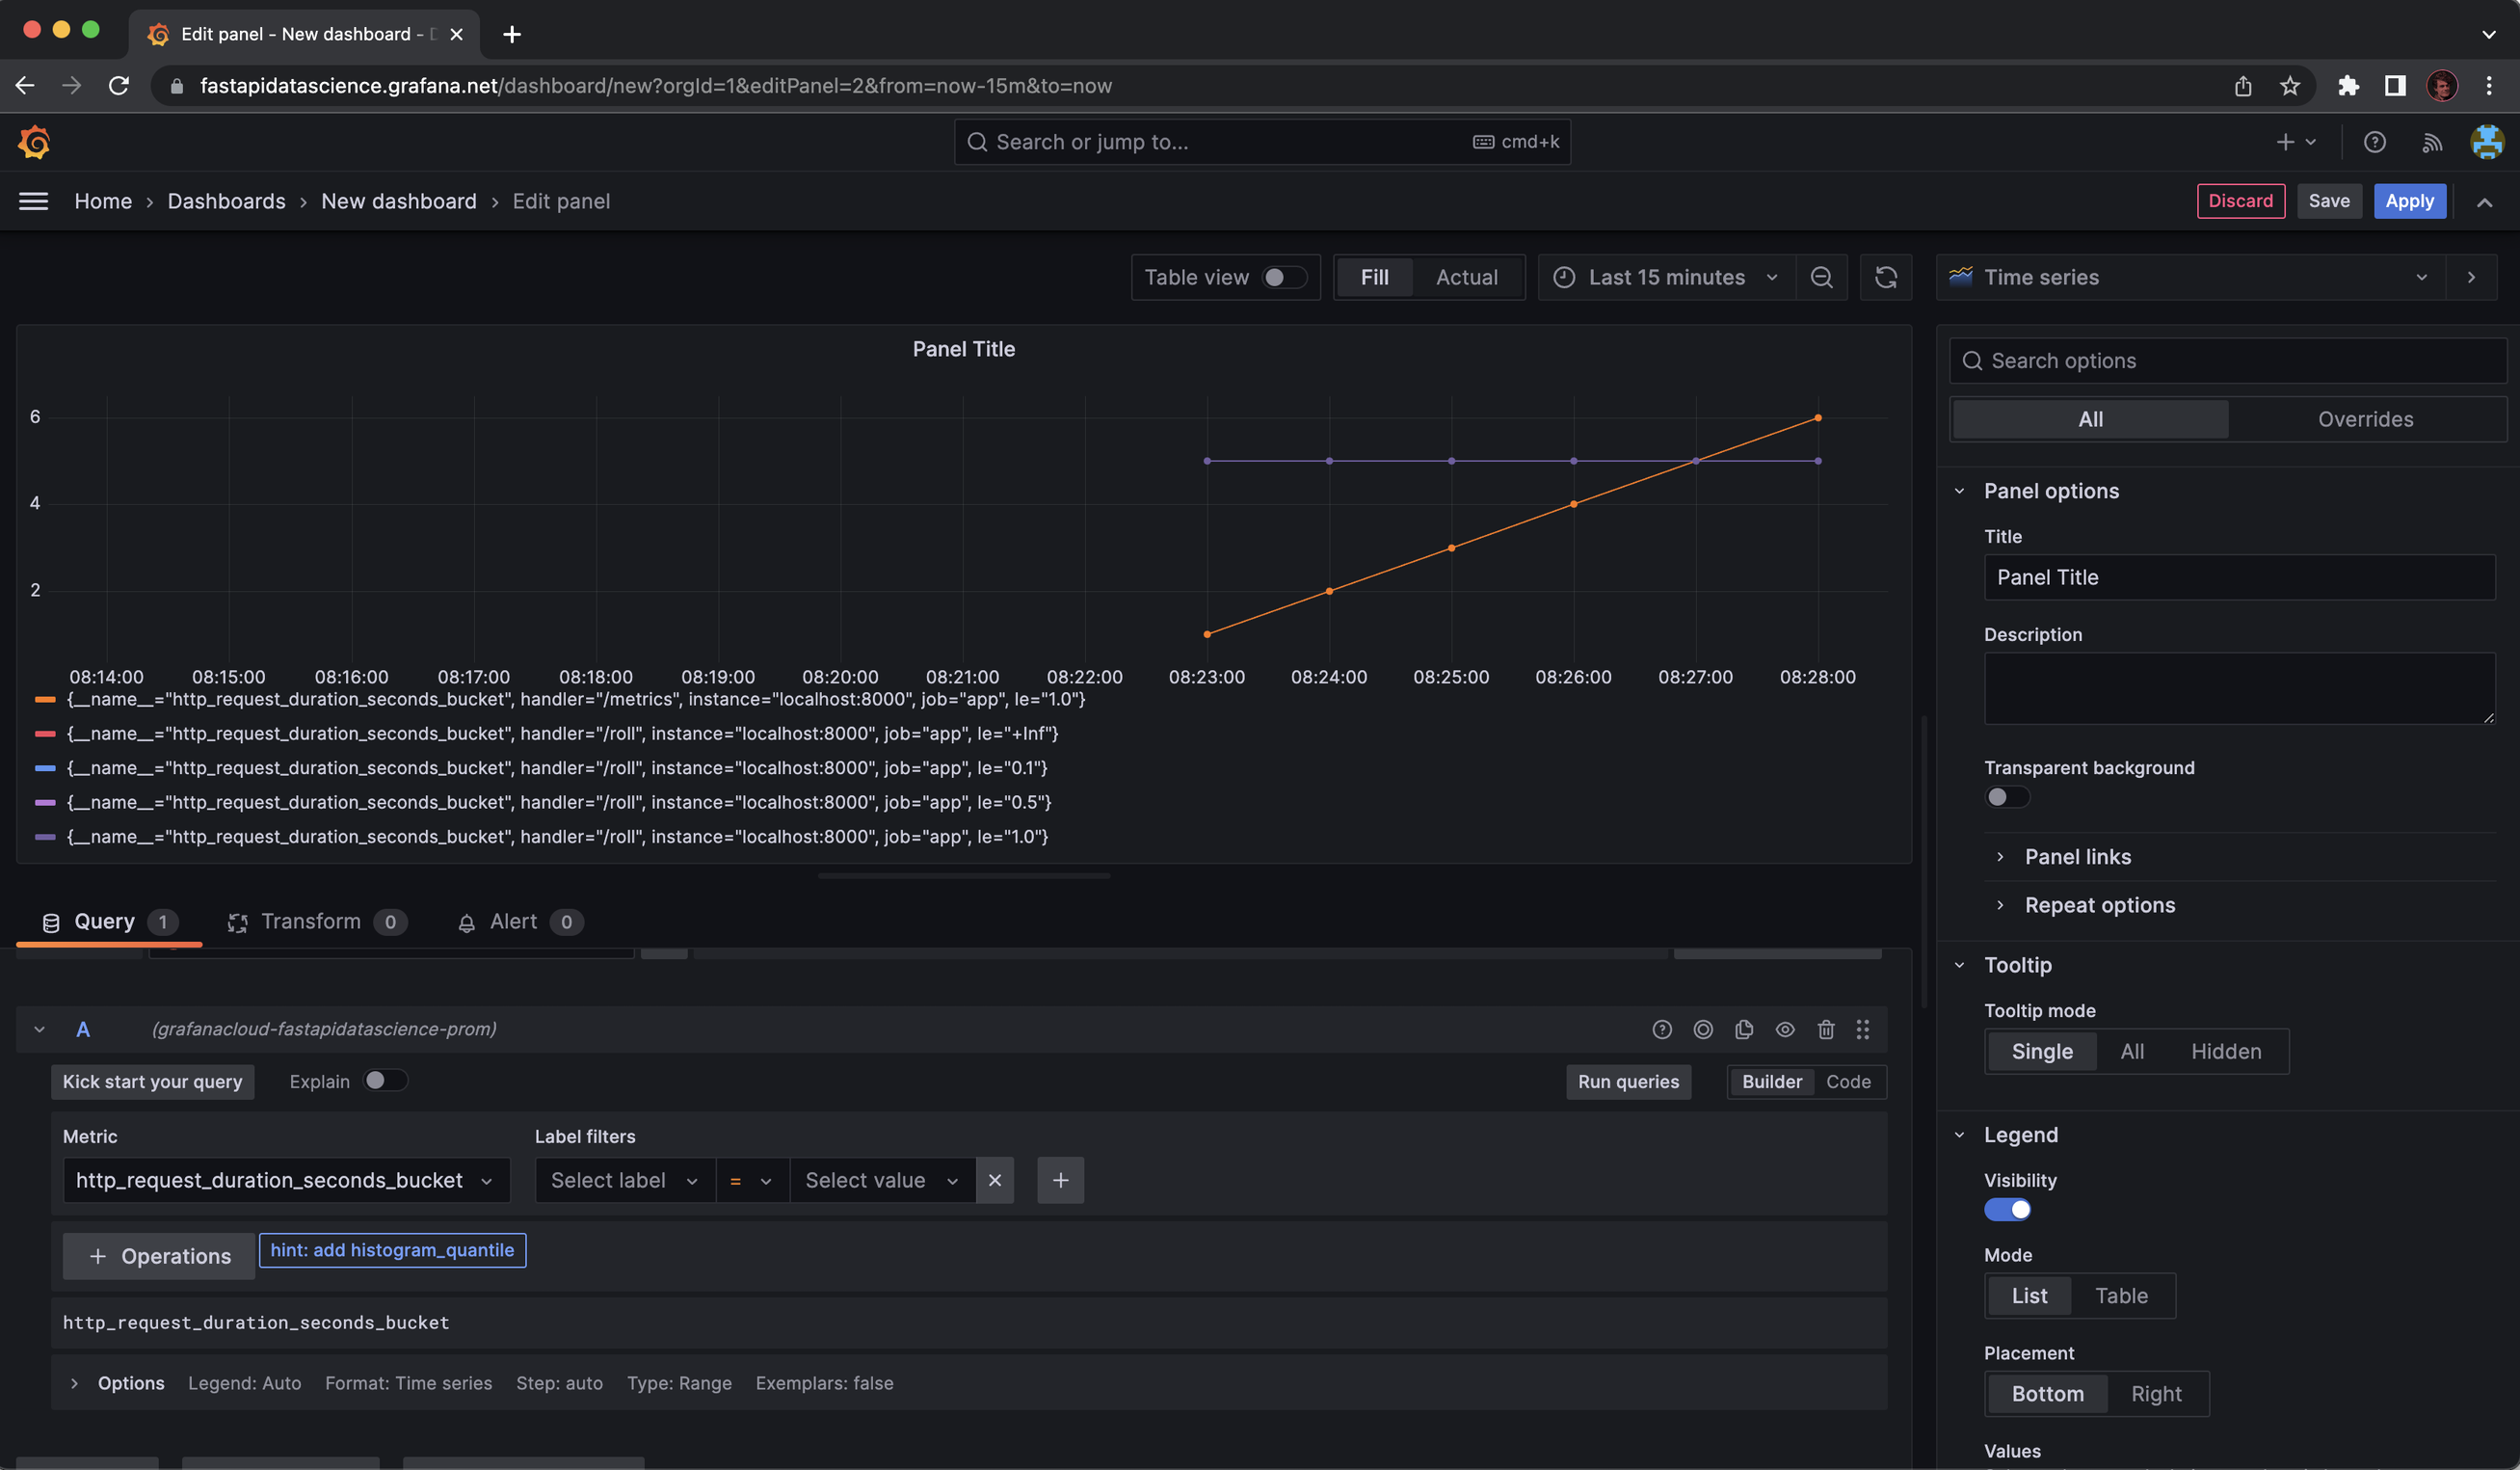 Edit panel - New dashboard -
fastapidatascience.grafana.net/dashboard/new?orgId=1&editPanel=2&from=now-15m&to=now
Search or jump to... cmd+k
Home › Dashboards › New dashboard › Edit panel Discard Save Apply
Table view Fill Actual Last 15 minutes Time series
Panel Title
6
4
2
08:14:00 08:15:00 08:16:00 08:17:00 08:18:00 08:19:00 08:20:00 08:21:00 08:22:00 08:23:00 08:24:00 08:25:00 08:26:00 08:27:00 08:28:00
{__name__="http_request_duration_seconds_bucket", handler="/metrics", instance="localhost:8000", job="app", le="1.0"}
{__name__="http_request_duration_seconds_bucket", handler="/roll", instance="localhost:8000", job="app", le="+Inf"}
{__name__="http_request_duration_seconds_bucket", handler="/roll", instance="localhost:8000", job="app", le="0.1"}
{__name__="http_request_duration_seconds_bucket", handler="/roll", instance="localhost:8000", job="app", le="0.5"}
{__name__="http_request_duration_seconds_bucket", handler="/roll", instance="localhost:8000", job="app", le="1.0"}
Query 1 Transform 0 Alert 0
A (grafanacloud-fastapidatascience-prom)
Kick start your query Explain Run queries Builder Code
Metric Label filters
http_request_duration_seconds_bucket Select label = Select value
+ Operations hint: add histogram_quantile
http_request_duration_seconds_bucket
Options Legend: Auto Format: Time series Step: auto Type: Range Exemplars: false
Search options
All Overrides
Panel options
Title
Panel Title
Description
Transparent background
Panel links
Repeat options
Tooltip
Tooltip mode
Single All Hidden
Legend
Visibility
Mode
List Table
Placement
Bottom Right
Values